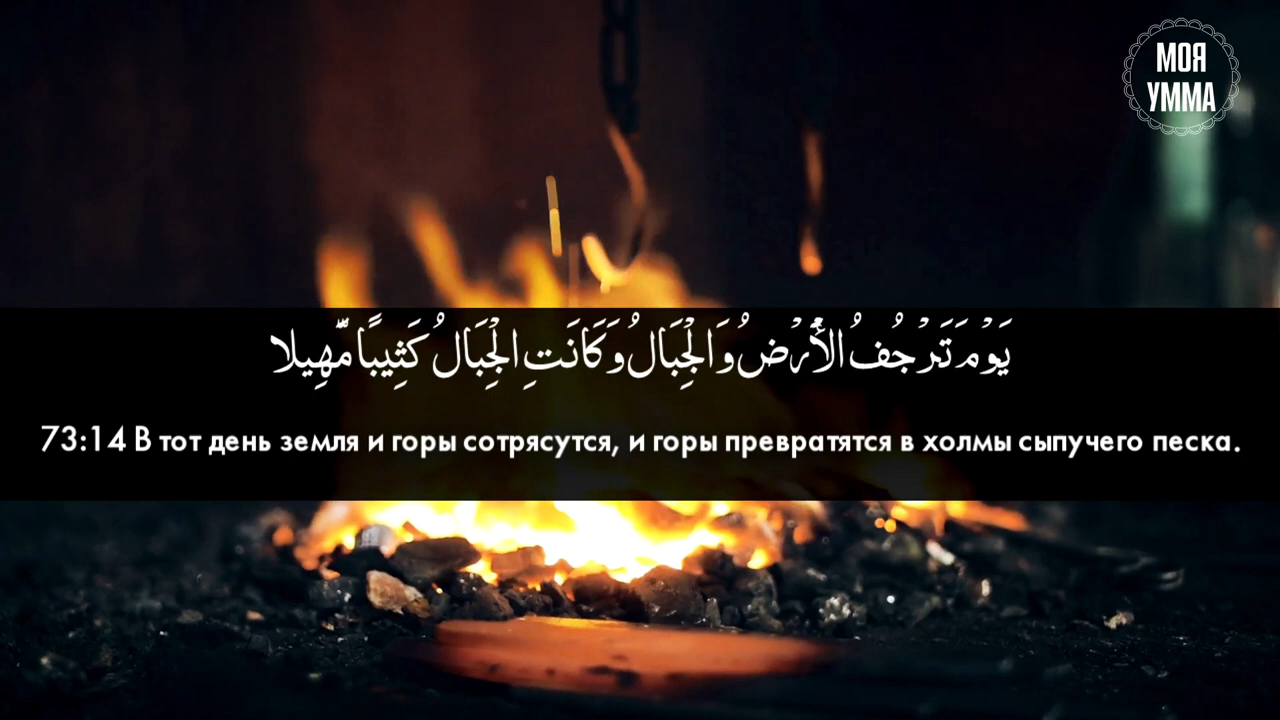 МОЯ
УММА
يَوْمَ تَرْجُفُ الْأَرْضُ وَالْجِبَالُ وَكَانَتِ الْجِبَالُ كَثِيبًا مَّهِيلا
73:14 В тот день земля и горы сотрясутся, и горы превратятся в холмы сыпучего песка.